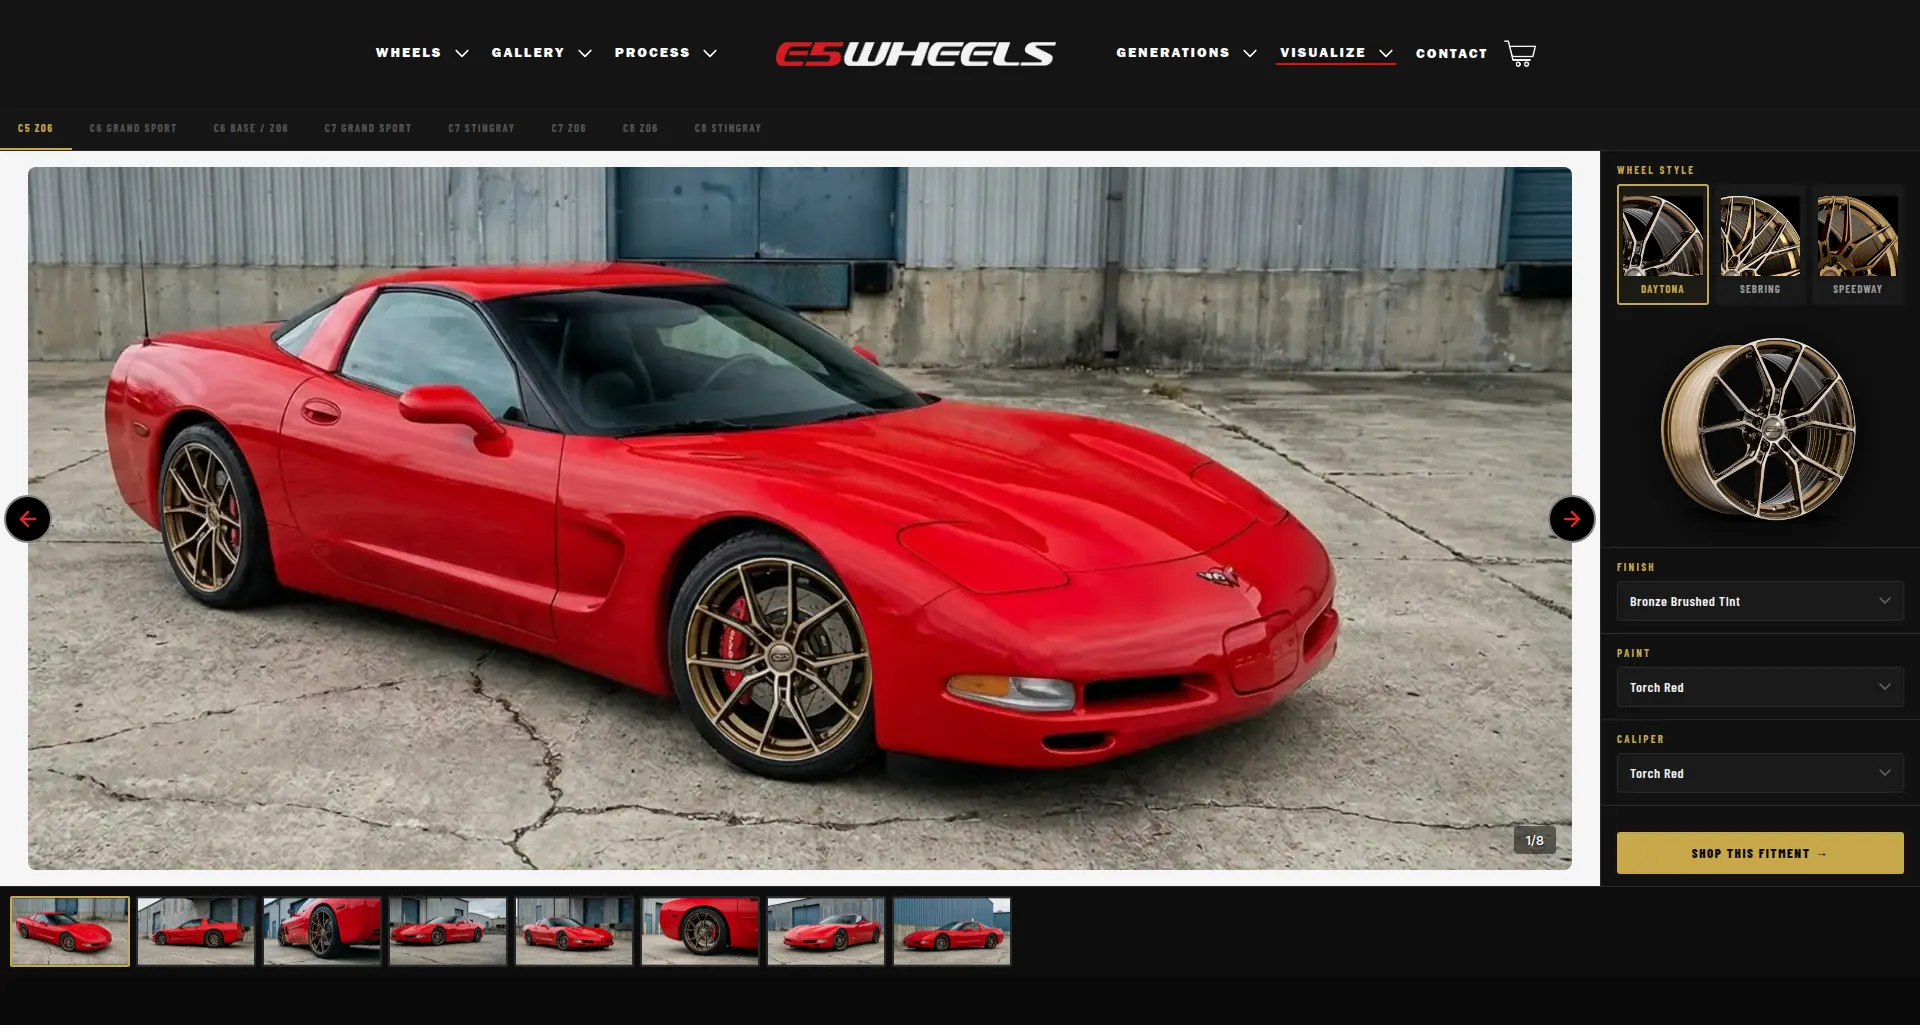 WHEELS
GALLERY
PROCESS
E5WHEELS
GENERATIONS
VISUALIZE
CONTACT
C5 Z06
C6 GRAND SPORT
C6 BASE / Z06
C7 GRAND SPORT
C7 STINGRAY
C7 Z06
C8 Z06
C8 STINGRAY
WHEEL STYLE
DAYTONA
SEBRING
SPEEDWAY
FINISH
Bronze Brushed TInt
PAINT
Torch Red
CALIPER
Torch Red
1/8
SHOP THIS FITMENT →